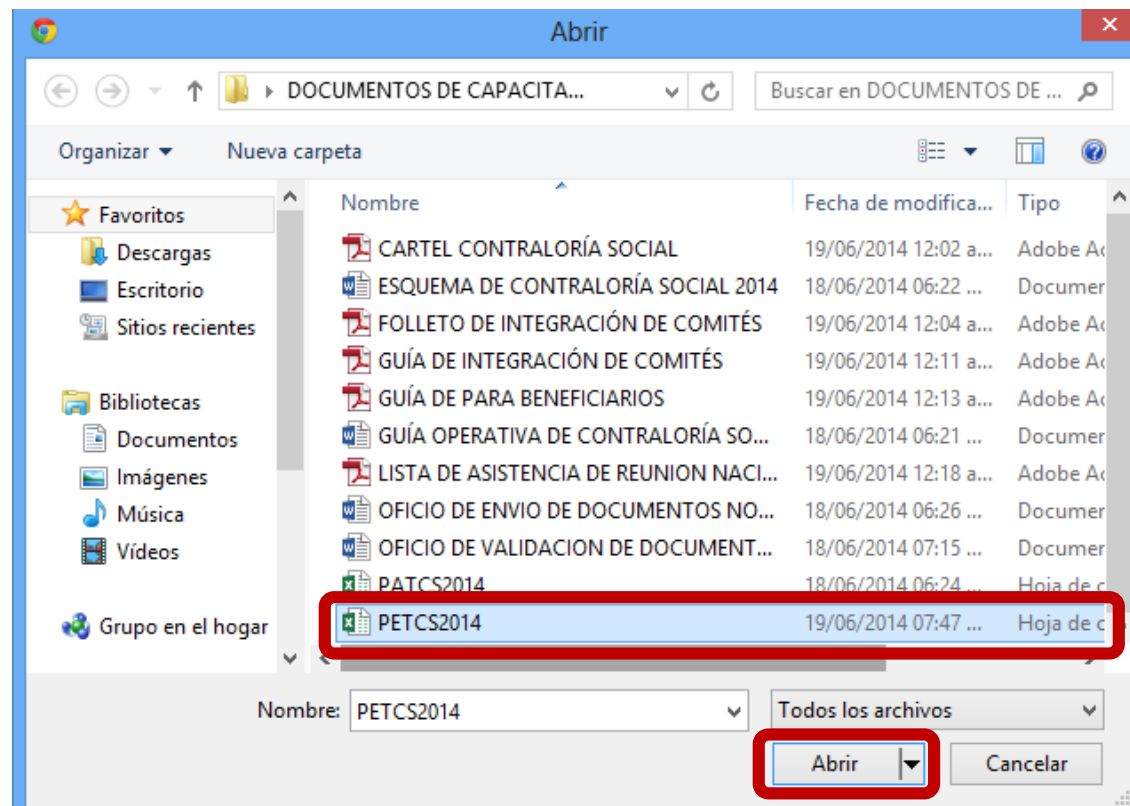 Abrir
DOCUMENTOS DE CAPACITA...
Buscar en DOCUMENTOS DE ...
Organizar
Nueva carpeta
Nombre Fecha de modifica... Tipo
Favoritos
Descargas
Escritorio
Sitios recientes
Bibliotecas
Documentos
Imágenes
Música
Vídeos
Grupo en el hogar
CARTEL CONTRALORÍA SOCIAL 19/06/2014 12:02 a... Adobe Ac
ESQUEMA DE CONTRALORÍA SOCIAL 2014 18/06/2014 06:22 ... Documer
FOLLETO DE INTEGRACIÓN DE COMITÉS 19/06/2014 12:04 a... Adobe Ac
GUÍA DE INTEGRACIÓN DE COMITÉS 19/06/2014 12:11 a... Adobe Ac
GUÍA DE PARA BENEFICIARIOS 19/06/2014 12:13 a... Adobe Ac
GUÍA OPERATIVA DE CONTRALORÍA SO... 18/06/2014 06:21 ... Documer
LISTA DE ASISTENCIA DE REUNION NACI... 19/06/2014 12:18 a... Adobe Ac
OFICIO DE ENVIO DE DOCUMENTOS NO... 18/06/2014 06:26 ... Documer
OFICIO DE VALIDACION DE DOCUMENT... 18/06/2014 07:15 ... Documer
PATCS2014 18/06/2014 06:24 ... Hoja de c
PETCS2014 19/06/2014 07:47 ... Hoja de c
Nombre: PETCS2014 Todos los archivos
Abrir Cancelar